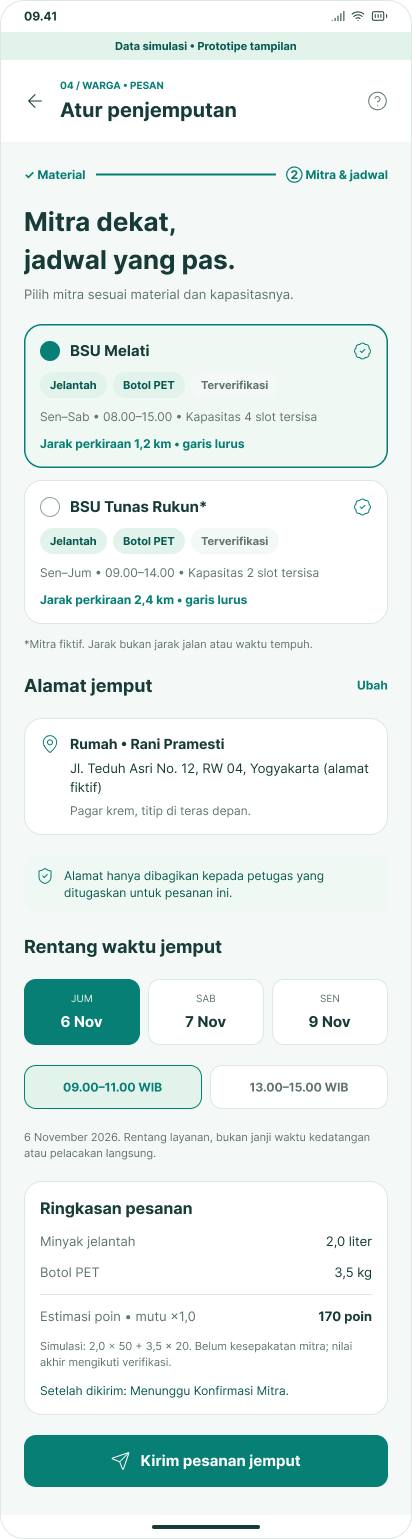 09.41
Data simulasi • Prototipe tampilan
04 / WARGA • PESAN
Atur penjemputan
✓ Material
2 Mitra & jadwal
Mitra dekat,
jadwal yang pas.
Pilih mitra sesuai material dan kapasitasnya.
BSU Melati
Jelantah Botol PET Terverifikasi
Sen–Sab • 08.00–15.00 • Kapasitas 4 slot tersisa
Jarak perkiraan 1,2 km • garis lurus
BSU Tunas Rukun*
Jelantah Botol PET Terverifikasi
Sen–Jum • 09.00–14.00 • Kapasitas 2 slot tersisa
Jarak perkiraan 2,4 km • garis lurus
*Mitra fiktif. Jarak bukan jarak jalan atau waktu tempuh.
Alamat jemput
Ubah
Rumah • Rani Pramesti
Jl. Teduh Asri No. 12, RW 04, Yogyakarta (alamat
fiktif)
Pagar krem, titip di teras depan.
Alamat hanya dibagikan kepada petugas yang
ditugaskan untuk pesanan ini.
Rentang waktu jemput
JUM
6 Nov
SAB
7 Nov
SEN
9 Nov
09.00–11.00 WIB
13.00–15.00 WIB
6 November 2026. Rentang layanan, bukan janji waktu kedatangan
atau pelacakan langsung.
Ringkasan pesanan
Minyak jelantah 2,0 liter
Botol PET 3,5 kg
Estimasi poin • mutu ×1,0 170 poin
Simulasi: 2,0 × 50 + 3,5 × 20. Belum kesepakatan mitra; nilai
akhir mengikuti verifikasi.
Setelah dikirim: Menunggu Konfirmasi Mitra.
Kirim pesanan jemput